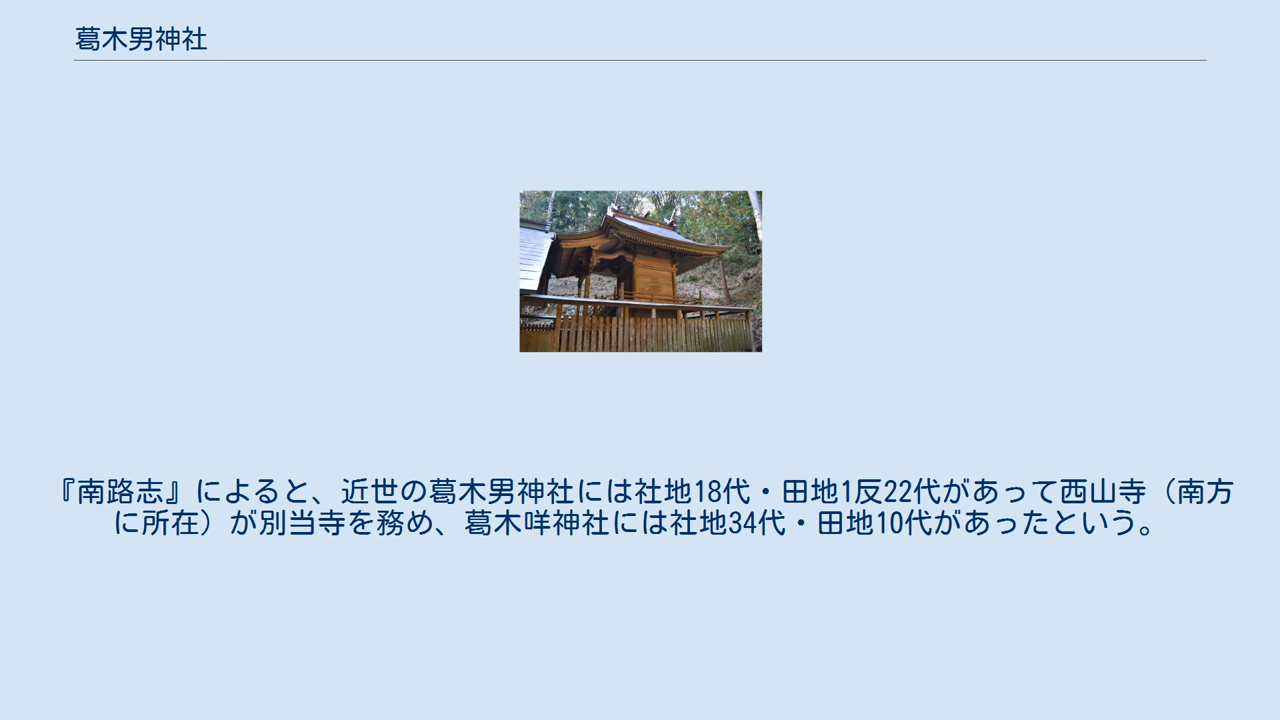 葛木男神社
『南路志』によると、近世の葛木男神社には社地18代・田地1反22代があって西山寺（南方
に所在）が別当寺を務め、葛木咩神社には社地34代・田地10代があったという。